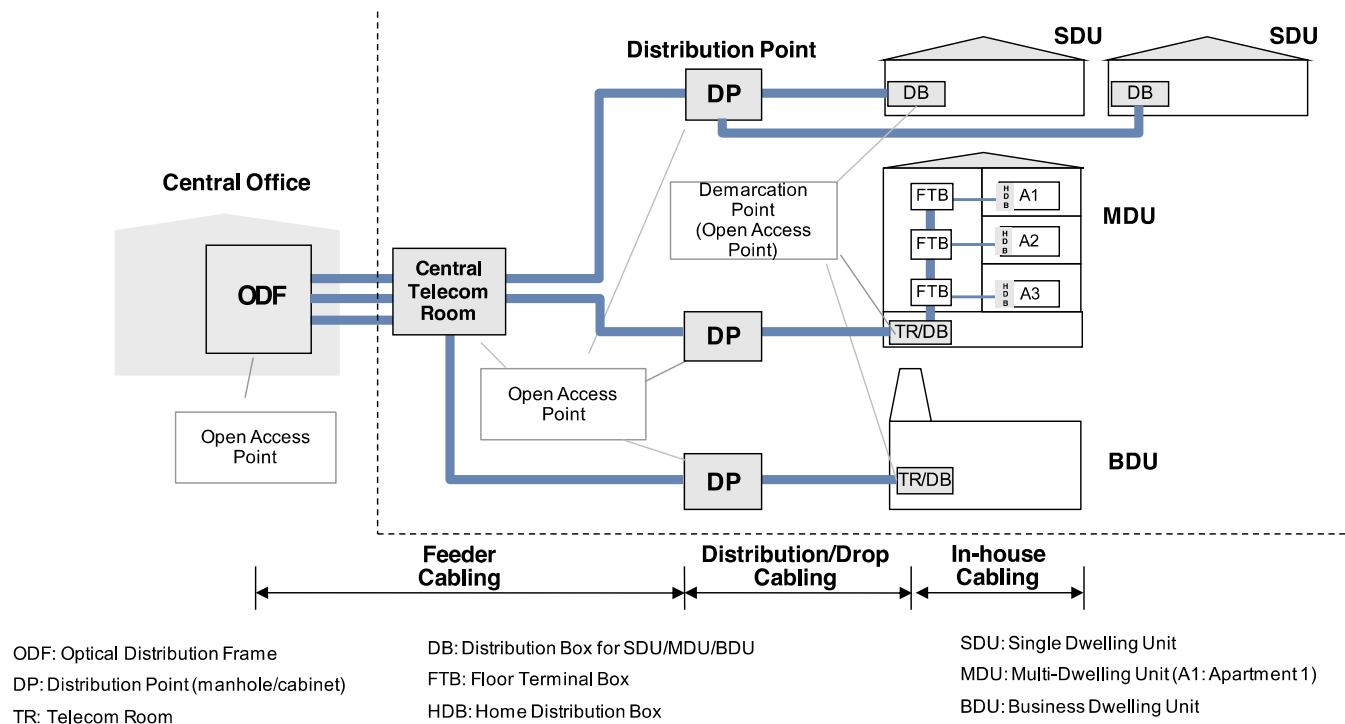 SDU
SDU
Distribution Point
DP
DB
DB
Central Office
Demarcation
Point
(Open Access
Point)
FTB
HDB
A1
MDU
FTB
HDB
A2
ODF
Central
Telecom
Room
FTB
HDB
A3
DP
TR/DB
Open Access
Point
Open Access
Point
BDU
DP
TR/DB
Feeder
Cabling
Distribution/Drop
Cabling
In-house
Cabling
ODF: Optical Distribution Frame
DP: Distribution Point (manhole/cabinet)
TR: Telecom Room
DB: Distribution Box for SDU/MDU/BDU
FTB: Floor Terminal Box
HDB: Home Distribution Box
SDU: Single Dwelling Unit
MDU: Multi-Dwelling Unit (A1: Apartment 1)
BDU: Business Dwelling Unit